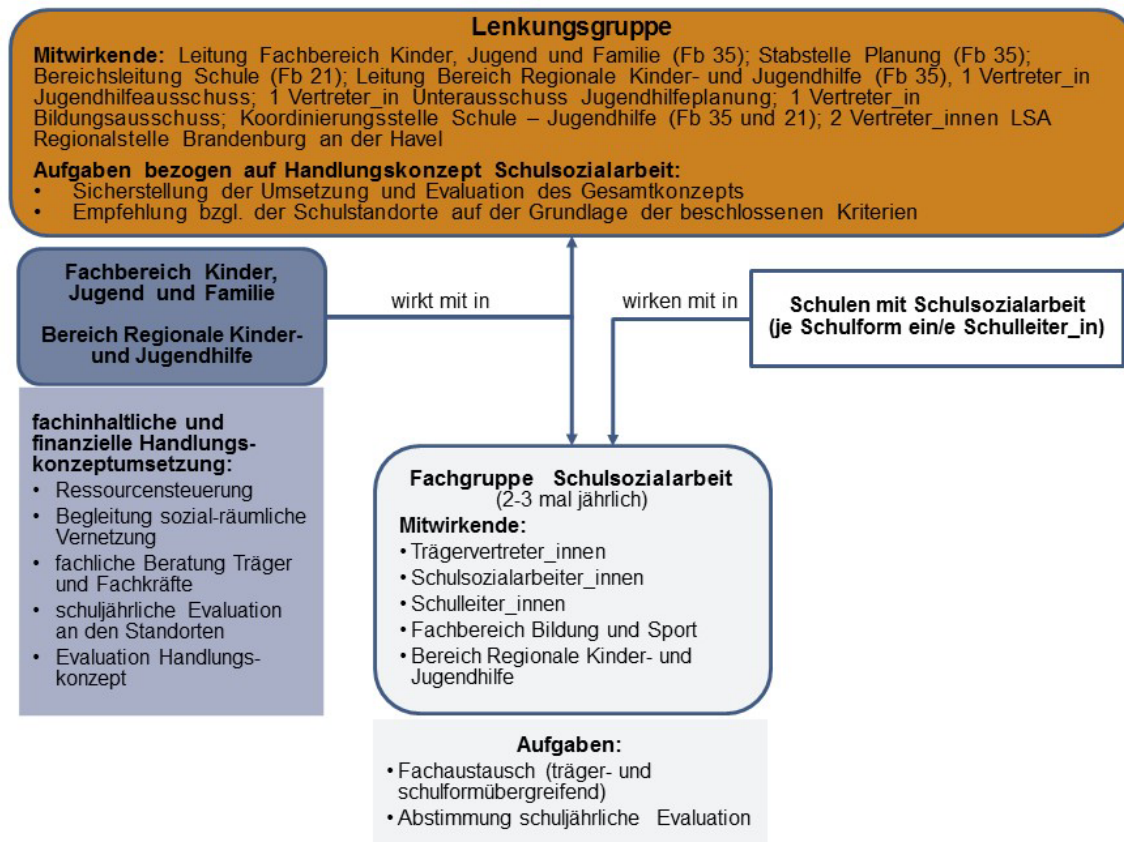 Lenkungsgruppe
Mitwirkende: Leitung Fachbereich Kinder, Jugend und Familie (Fb 35); Stabstelle Planung (Fb 35);
Bereichsleitung Schule (Fb 21); Leitung Bereich Regionale Kinder- und Jugendhilfe (Fb 35), 1 Vertreter_in
Jugendhilfeausschuss; 1 Vertreter_in Unterausschuss Jugendhilfeplanung; 1 Vertreter_in
Bildungsausschuss; Koordinierungsstelle Schule – Jugendhilfe (Fb 35 und 21); 2 Vertreter_innen LSA
Regionalstelle Brandenburg an der Havel
Aufgaben bezogen auf Handlungskonzept Schulsozialarbeit:
• Sicherstellung der Umsetzung und Evaluation des Gesamtkonzepts
• Empfehlung bzgl. der Schulstandorte auf der Grundlage der beschlossenen Kriterien
Fachbereich Kinder,
Jugend und Familie
Bereich Regionale Kinder-
und Jugendhilfe
wirkt mit in
wirken mit in
Schulen mit Schulsozialarbeit
(je Schulform ein/e Schulleiter_in)
fachinhaltliche und
finanzielle Handlungs-
konzeptumsetzung:
• Ressourcensteuerung
• Begleitung sozial-räumliche
Vernetzung
• fachliche Beratung Träger
und Fachkräfte
• schuljährliche Evaluation
an den Standorten
• Evaluation Handlungs-
konzept
Fachgruppe Schulsozialarbeit
(2-3 mal jährlich)
Mitwirkende:
• Trägervertreter_innen
• Schulsozialarbeiter_innen
• Schulleiter_innen
• Fachbereich Bildung und Sport
• Bereich Regionale Kinder- und
Jugendhilfe
Aufgaben:
• Fachaustausch (träger- und
schulformübergreifend)
• Abstimmung schuljährliche Evaluation